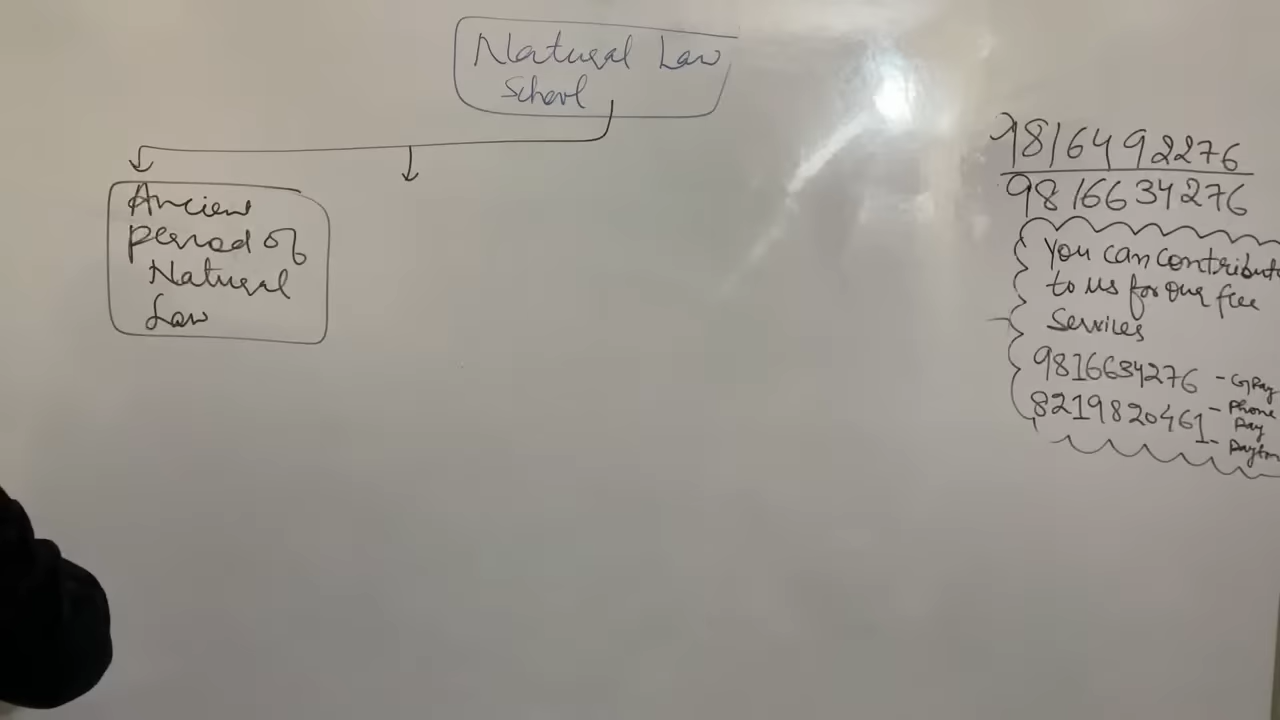 Natural Law
School
Ancient
period of
Natural
Law
9816492276
9816634276
You can contribute
to us for our free
Services
9816634276 - G Pay
8219820461 - Phone
Pay
- Paytm